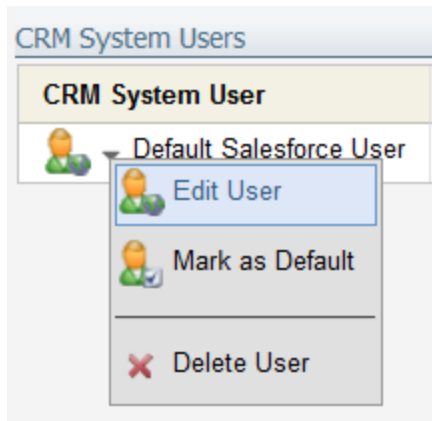 CRM System Users
CRM System User
Default Salesforce User
Edit User
Mark as Default
Delete User